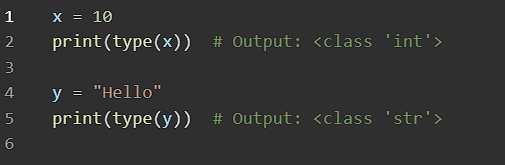 1 x = 10
2 print(type(x))  # Output: <class 'int'>
3
4 y = "Hello"
5 print(type(y))  # Output: <class 'str'>
6